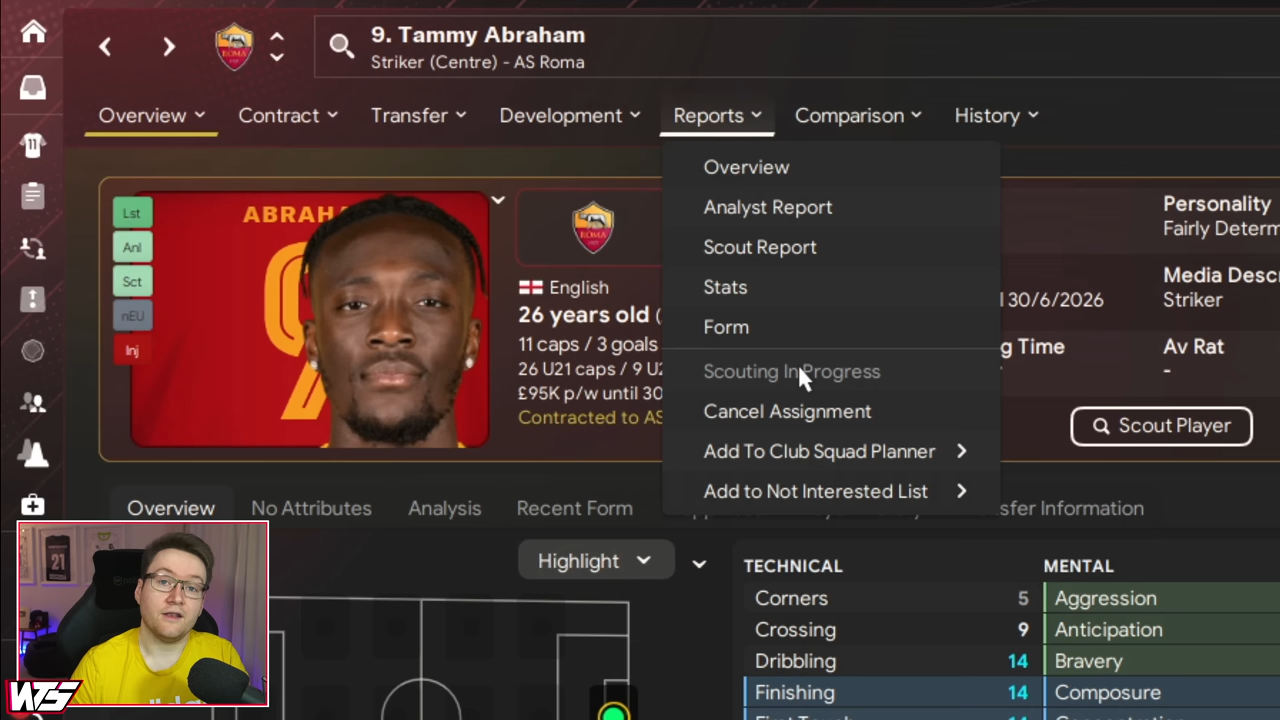 9. Tammy Abraham
Striker (Centre) - AS Roma
Overview
Contract
Transfer
Development
Reports
Comparison
History
Overview
Analyst Report
Scout Report
Stats
Form
Scouting In Progress
Cancel Assignment
Add To Club Squad Planner
Add to Not Interested List
Lst
Anl
Sct
nEU
Inj
ROMA
11
English
26 years old (
11 caps / 3 goals
26 U21 caps / 9 U2
£95K p/w until 30
Contracted to AS
30/6/2026
g Time
Personality
Fairly Determ
Media Descr
Striker
Av Rat
-
Scout Player
Overview
No Attributes
Analysis
Recent Form
sfer Information
Highlight
TECHNICAL
Corners 5
Crossing 9
Dribbling 14
Finishing 14
MENTAL
Aggression
Anticipation
Bravery
Composure
21
WTS